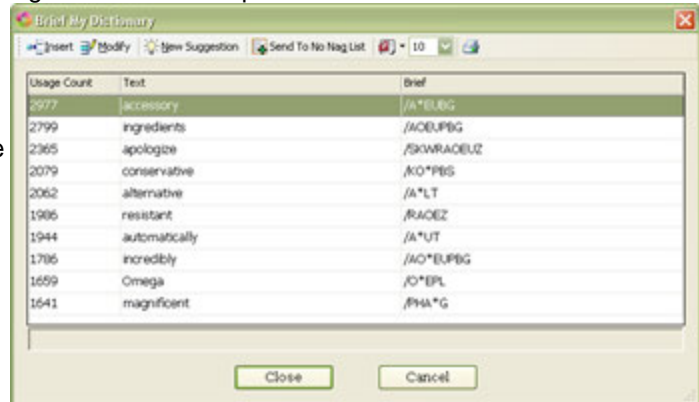 Brief My Dictionary
Insert Modify New Suggestion Send To No Nag List 10
Usage Count Text Brief
2977 accessory /A*EUBG
2799 ingredients /AOEUPBG
2365 apologize /SKWRAOEUZ
2079 conservative /KO*PBS
2062 alternative /A*LT
1986 resistant /RAOEZ
1944 automatically /A*UT
1786 incredibly /AO*EUPBG
1659 Omega /O*EPL
1641 magnificent /PHA*G
Close Cancel